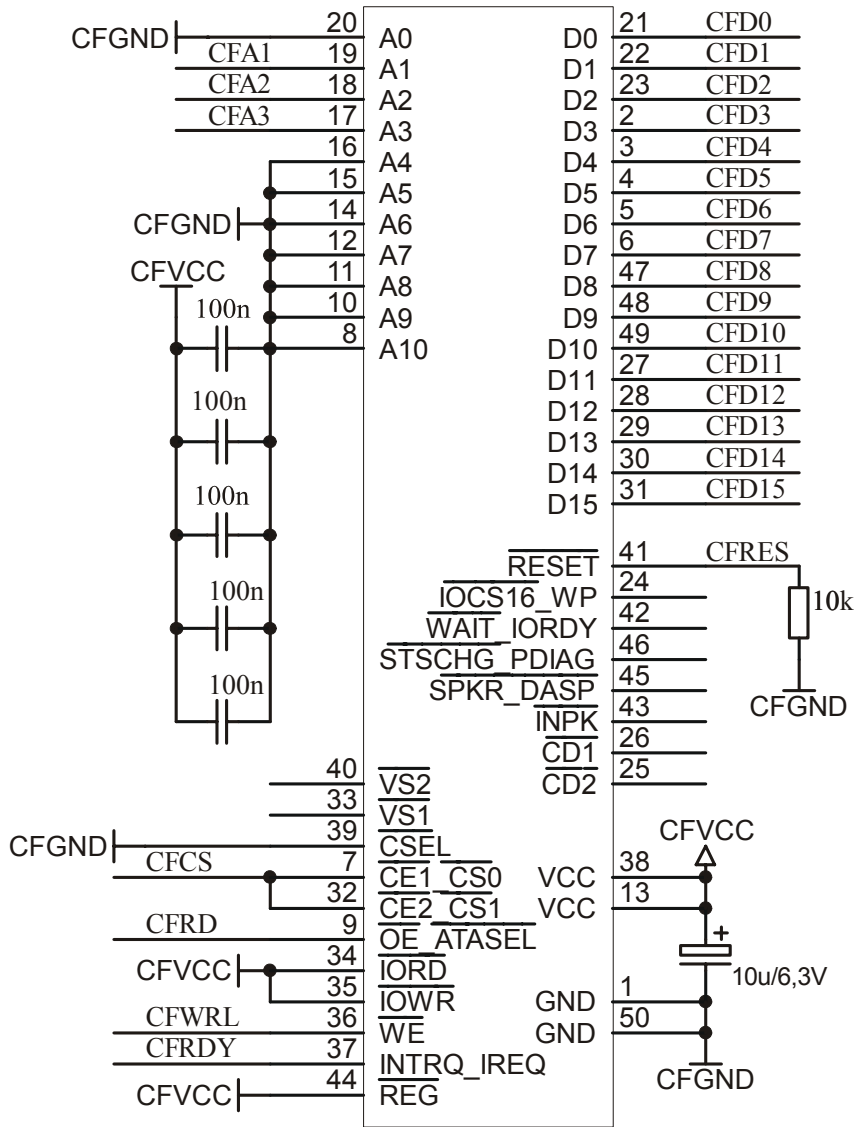 CFGND 20 A0 D0 21 CFD0
CFA1 19 A1 D1 22 CFD1
CFA2 18 A2 D2 23 CFD2
CFA3 17 A3 D3 2 CFD3
16 A4 D4 3 CFD4
15 A5 D5 4 CFD5
CFGND 14 A6 D6 5 CFD6
12 A7 D7 6 CFD7
CFVCC 11 A8 D8 47 CFD8
100n 10 A9 D9 48 CFD9
8 A10 D10 49 CFD10
D11 27 CFD11
100n D12 28 CFD12
D13 29 CFD13
D14 30 CFD14
100n D15 31 CFD15
RESET 41 CFRES
IOCS16_WP 24
100n WAIT_IORDY 42 10k
STSCHG_PDIAG 46
100n SPKR_DASP 45
INPK 43 CFGND
CD1 26
40 VS2 CD2 25
33 VS1
CFGND 39 CSEL CFVCC
CFCS 7 CE1_CS0 VCC 38
32 CE2_CS1 VCC 13
CFRD 9 OE_ATASEL +
CFVCC 34 IORD 10u/6,3V
35 IOWR GND 1
CFWRL 36 WE GND 50
CFRDY 37 INTRQ_IREQ CFGND
CFVCC 44 REG